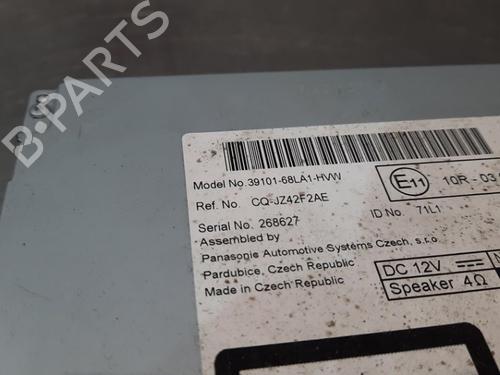 B-PARTS
Model No.39101-68LA1-HVW
Ref. No. CQ-JZ42F2AE
Serial No. 268627
ID No. 71L1
Assembled by
Panasonic Automotive Systems Czech, s.r.o
Pardubice, Czech Republic
Made in Czech Republic
E11
10R - 03
DC 12V
Speaker 4Ω